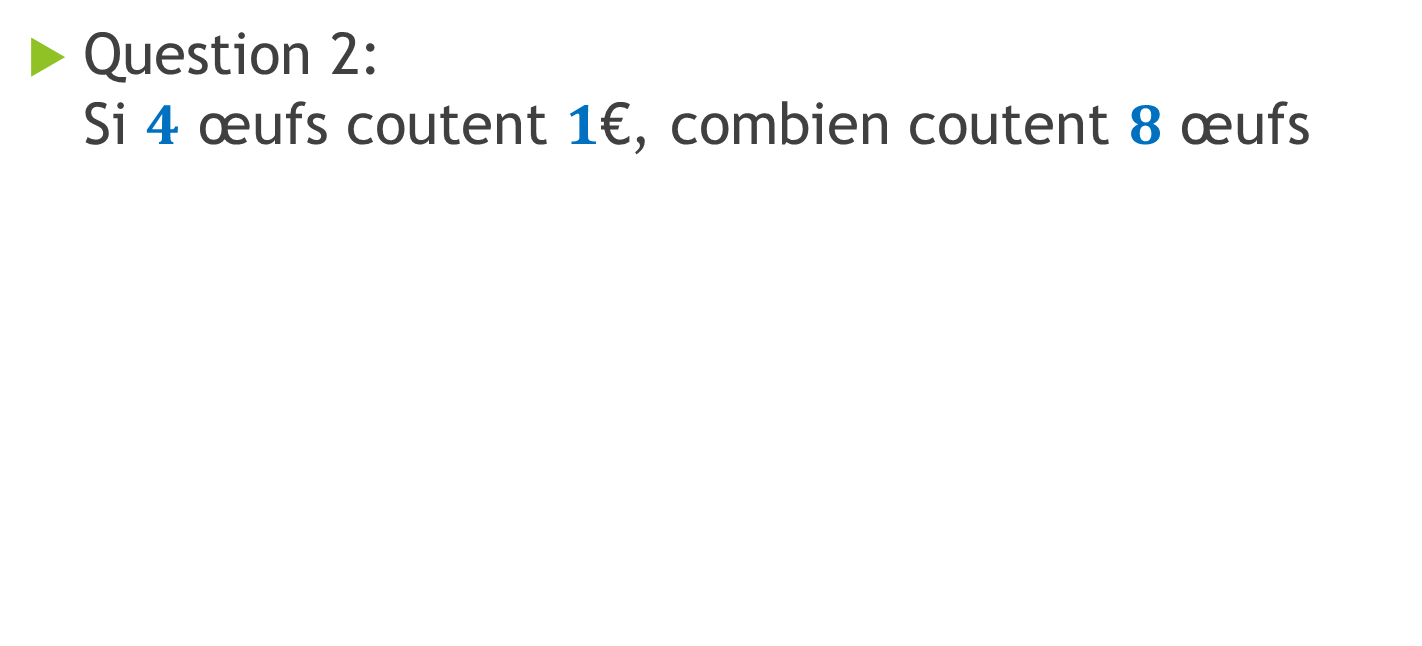 Question 2:
Si 4 œufs coutent 1€, combien coutent 8 œufs